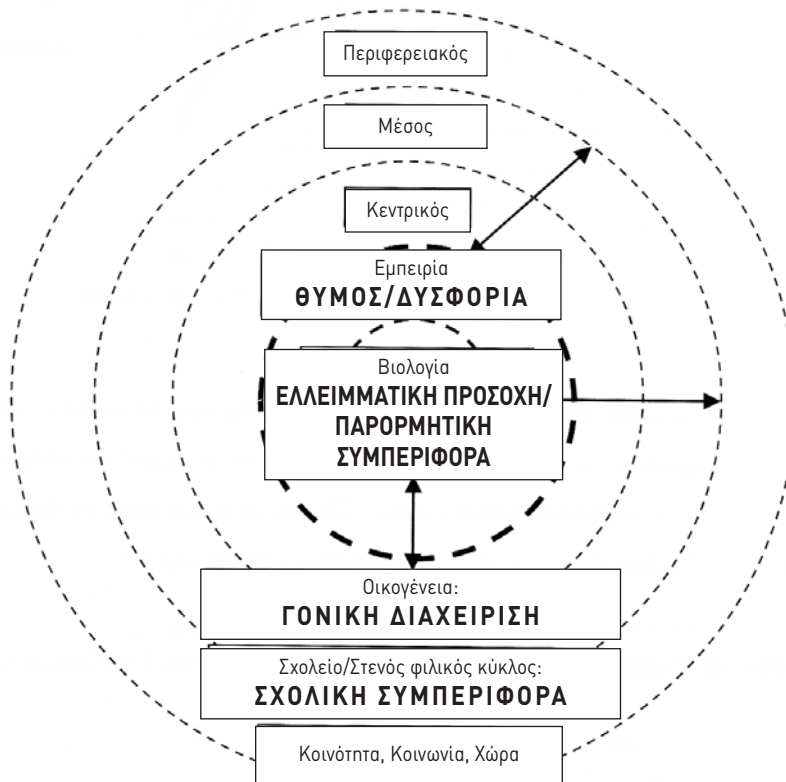 Περιφερειακός
Μέσος
Κεντρικός
Εμπειρία
ΘΥΜΟΣ/ΔΥΣΦΟΡΙΑ
Βιολογία
ΕΛΛΕΙΜΜΑΤΙΚΗ ΠΡΟΣΟΧΗ/
ΠΑΡΟΡΜΗΤΙΚΗ
ΣΥΜΠΕΡΙΦΟΡΑ
Οικογένεια:
ΓΟΝΙΚΗ ΔΙΑΧΕΙΡΙΣΗ
Σχολείο/Στενός φιλικός κύκλος:
ΣΧΟΛΙΚΗ ΣΥΜΠΕΡΙΦΟΡΑ
Κοινότητα, Κοινωνία, Χώρα